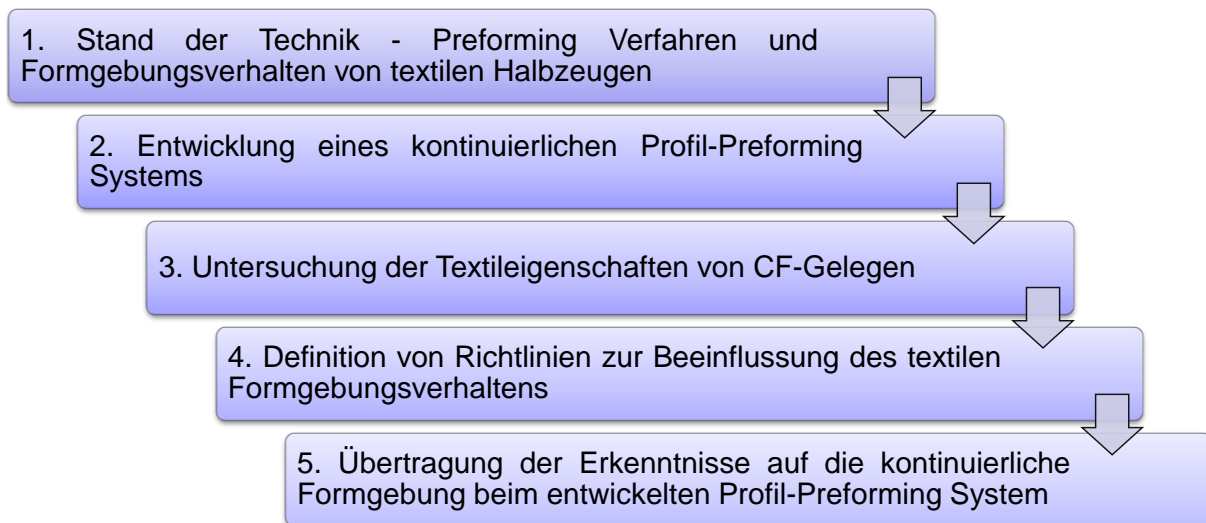 1. Stand der Technik - Preforming Verfahren und
Formgebungsverhalten von textilen Halbzeugen
2. Entwicklung eines kontinuierlichen Profil-Preforming
Systems
3. Untersuchung der Textileigenschaften von CF-Gelegen
4. Definition von Richtlinien zur Beeinflussung des textilen
Formgebungsverhaltens
5. Übertragung der Erkenntnisse auf die kontinuierliche
Formgebung beim entwickelten Profil-Preforming System